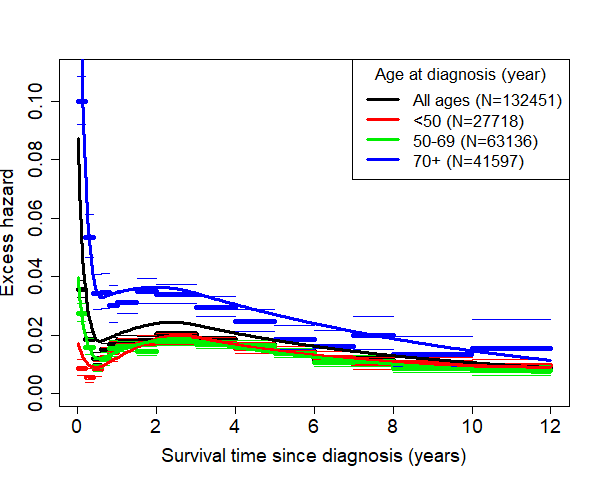 Age at diagnosis (year)
All ages (N=132451)
<50 (N=27718)
50-69 (N=63136)
70+ (N=41597)
Excess hazard
0.10
0.08
0.06
0.04
0.02
0.00
0 2 4 6 8 10 12
Survival time since diagnosis (years)